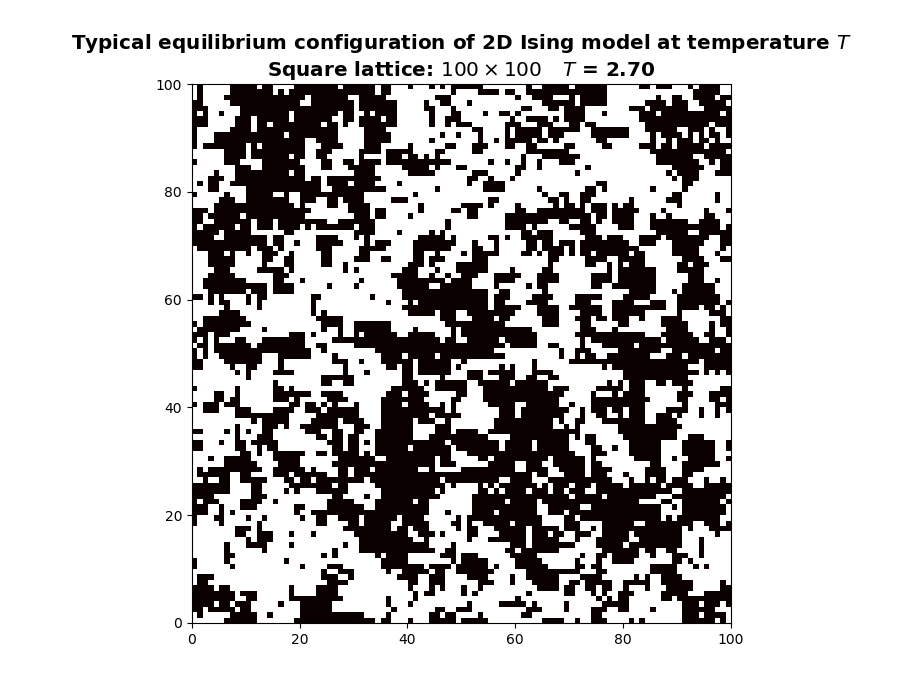 Typical equilibrium configuration of 2D Ising model at temperature T
Square lattice: 100 × 100 T = 2.70
100
80
60
40
20
0
0 20 40 60 80 100